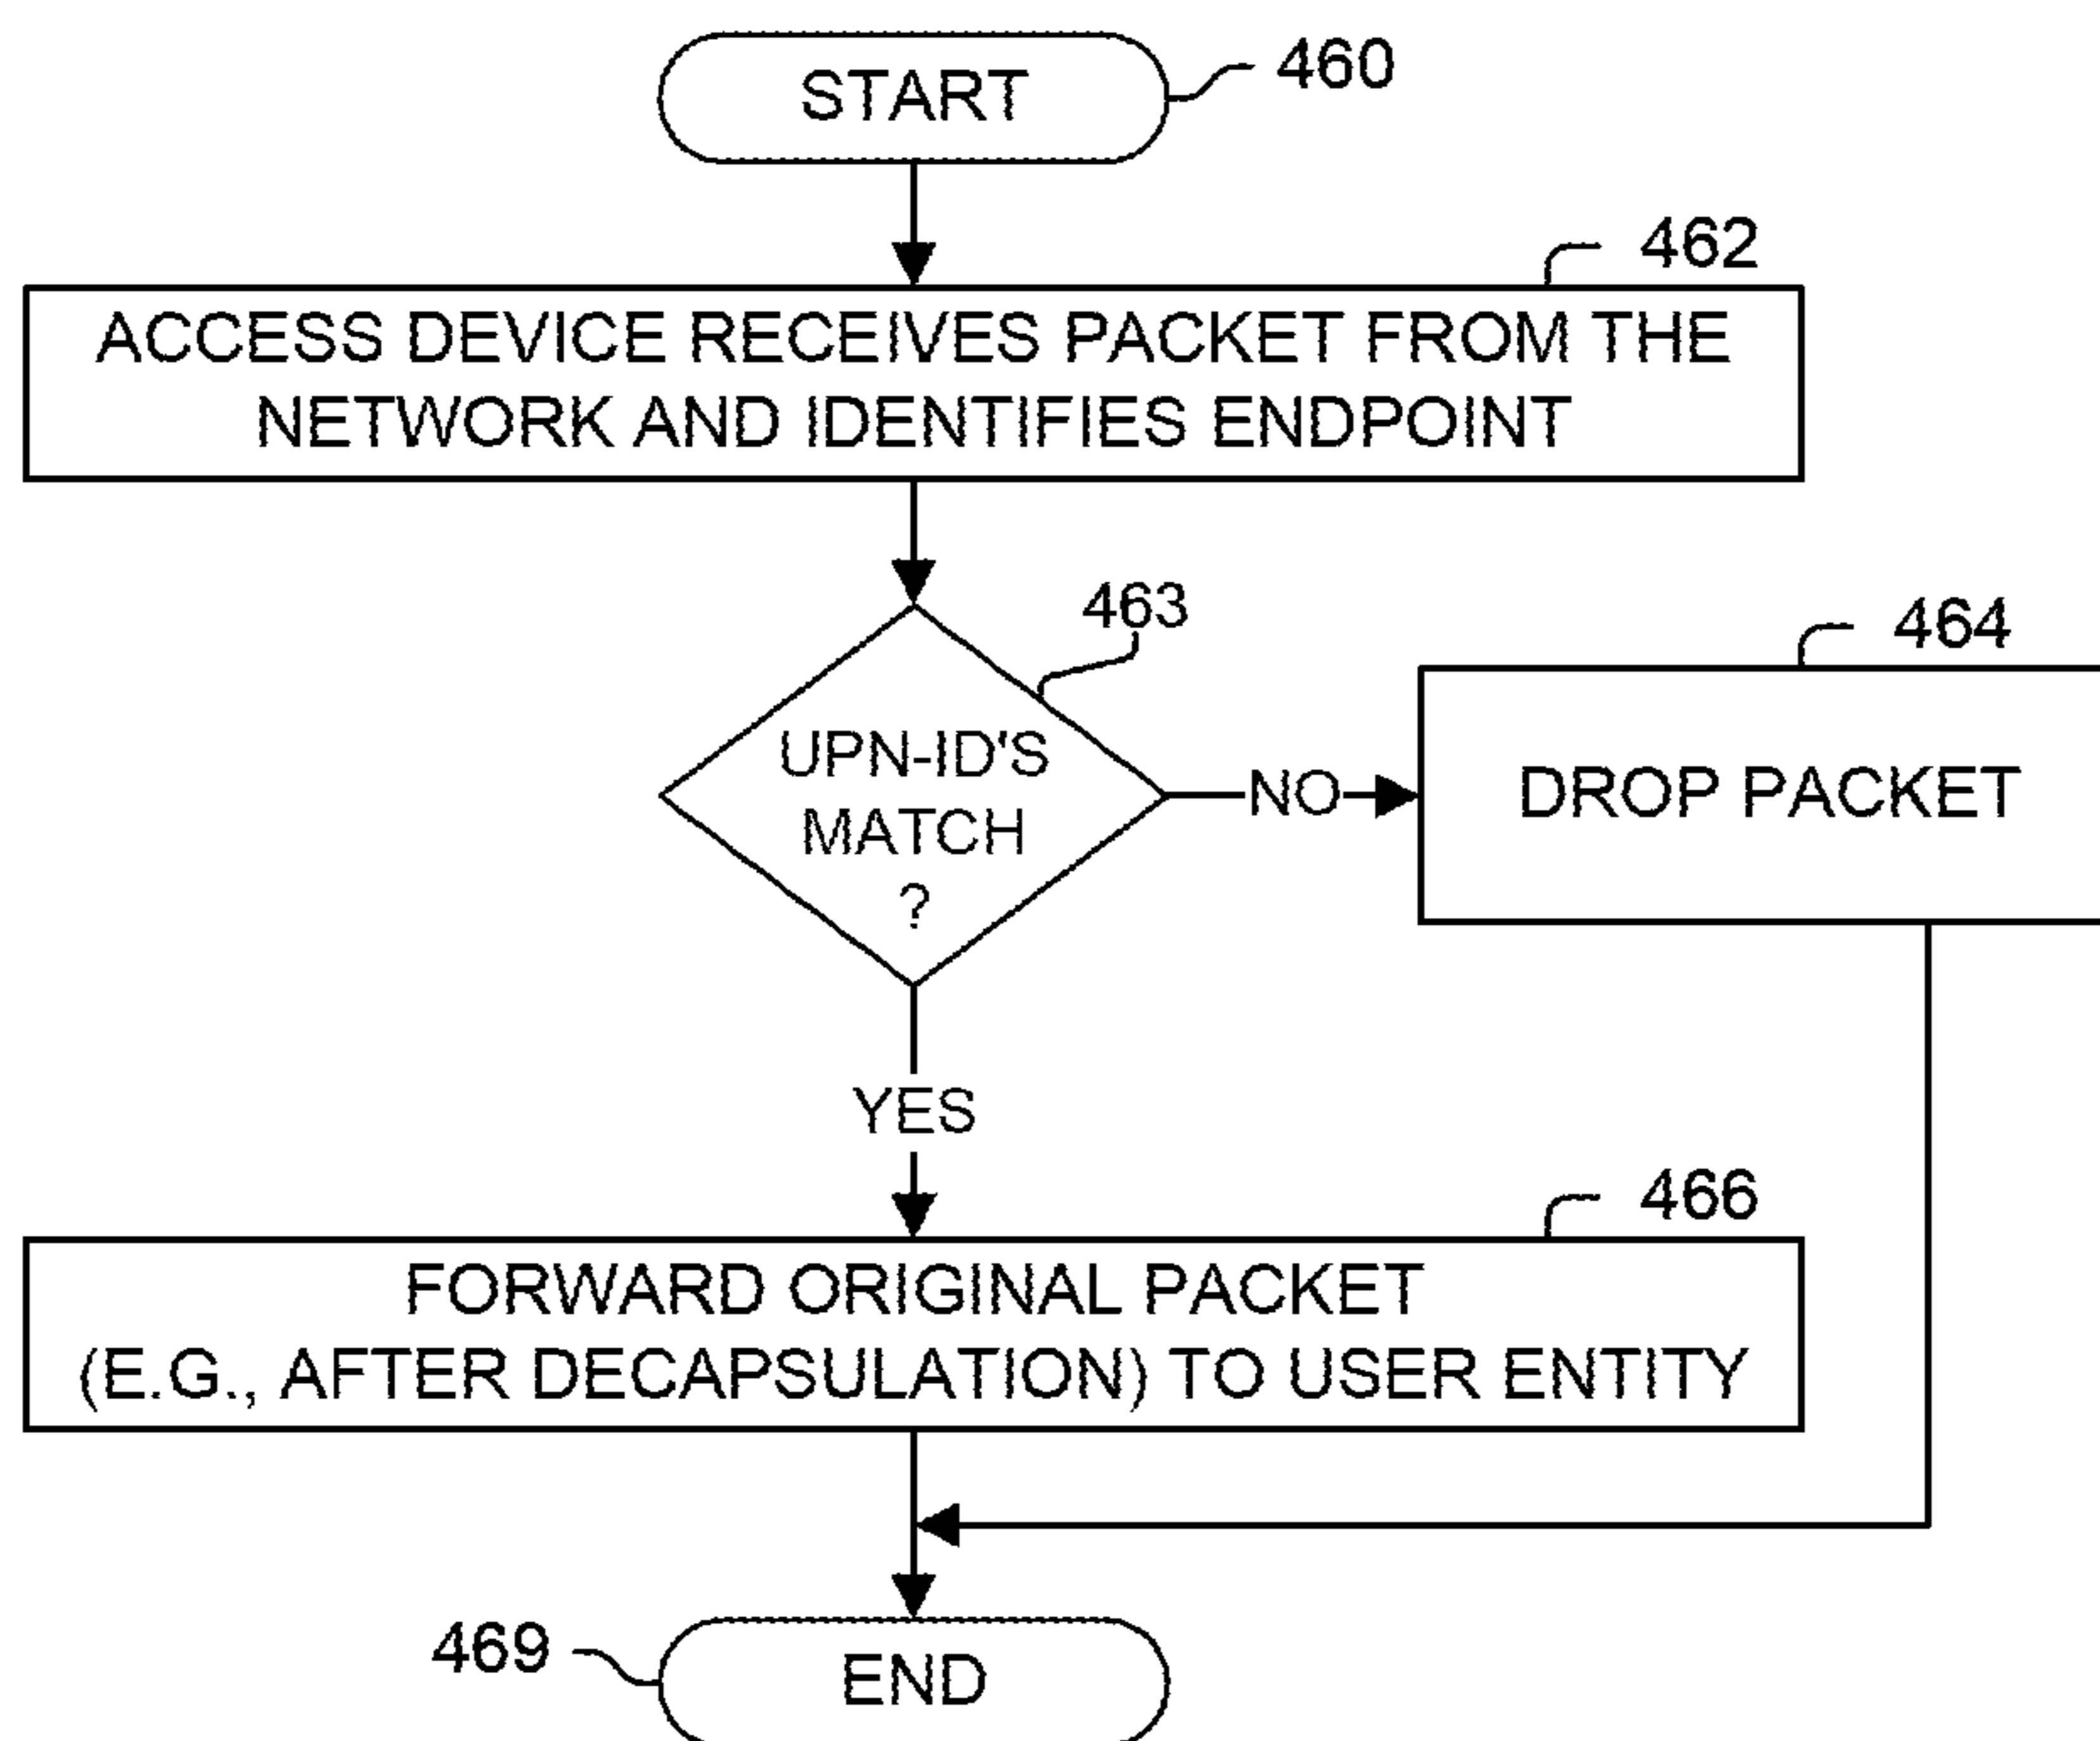 START
460
462
ACCESS DEVICE RECEIVES PACKET FROM THE
NETWORK AND IDENTIFIES ENDPOINT
463
UPN-ID'S
MATCH
?
NO
464
DROP PACKET
YES
466
FORWARD ORIGINAL PACKET
(E.G., AFTER DECAPSULATION) TO USER ENTITY
469
END